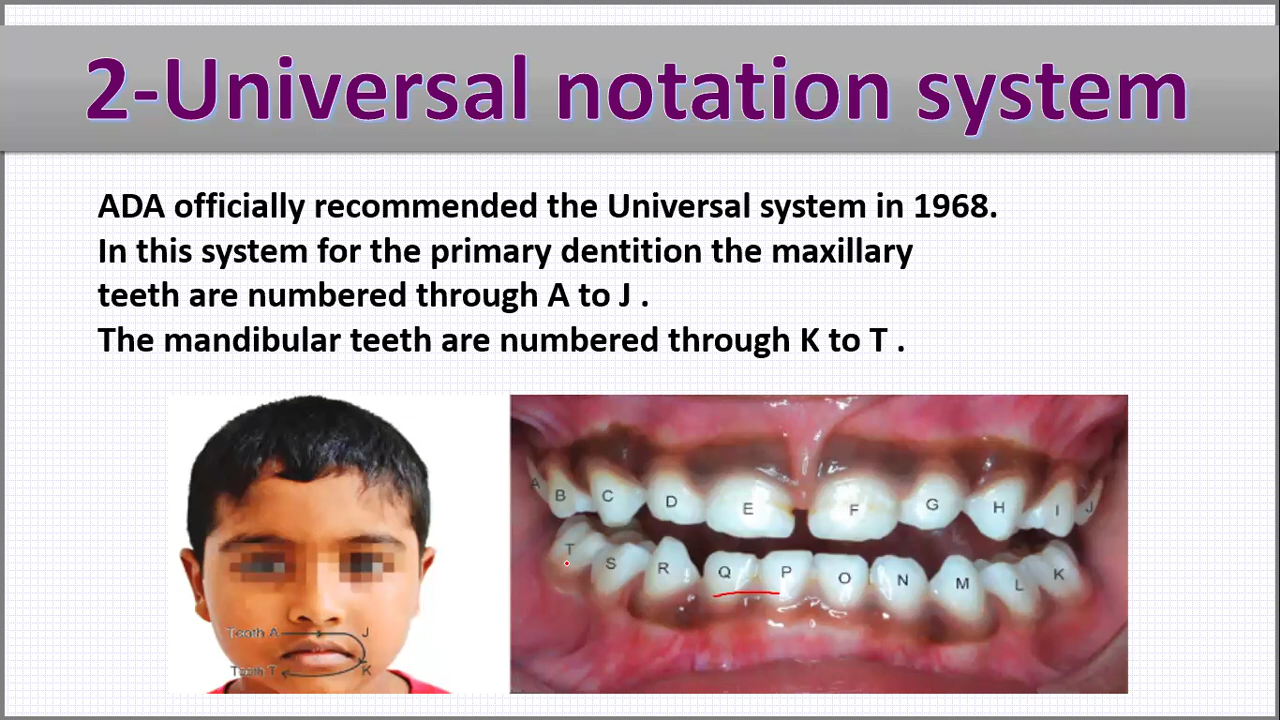 2-Universal notation system
ADA officially recommended the Universal system in 1968.
In this system for the primary dentition the maxillary
teeth are numbered through A to J .
The mandibular teeth are numbered through K to T .
A B C D E F G H I J
T S R Q P O N M L K
Teeth A J
Tooth T K